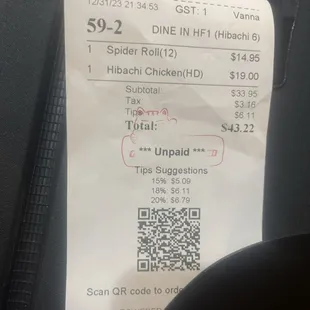 12/31/23 21:34:53 GST: 1 Vanna
59-2 DINE IN HF1 (Hibachi 6)
1 Spider Roll(12) $14.95
1 Hibachi Chicken(HD) $19.00
Subtotal $33.95
Tax $3.16
Tip $6.11
Total: $43.22
*** Unpaid ***
Tips Suggestions
15%: $5.09
18%: $6.11
20%: $6.79
Scan QR code to order